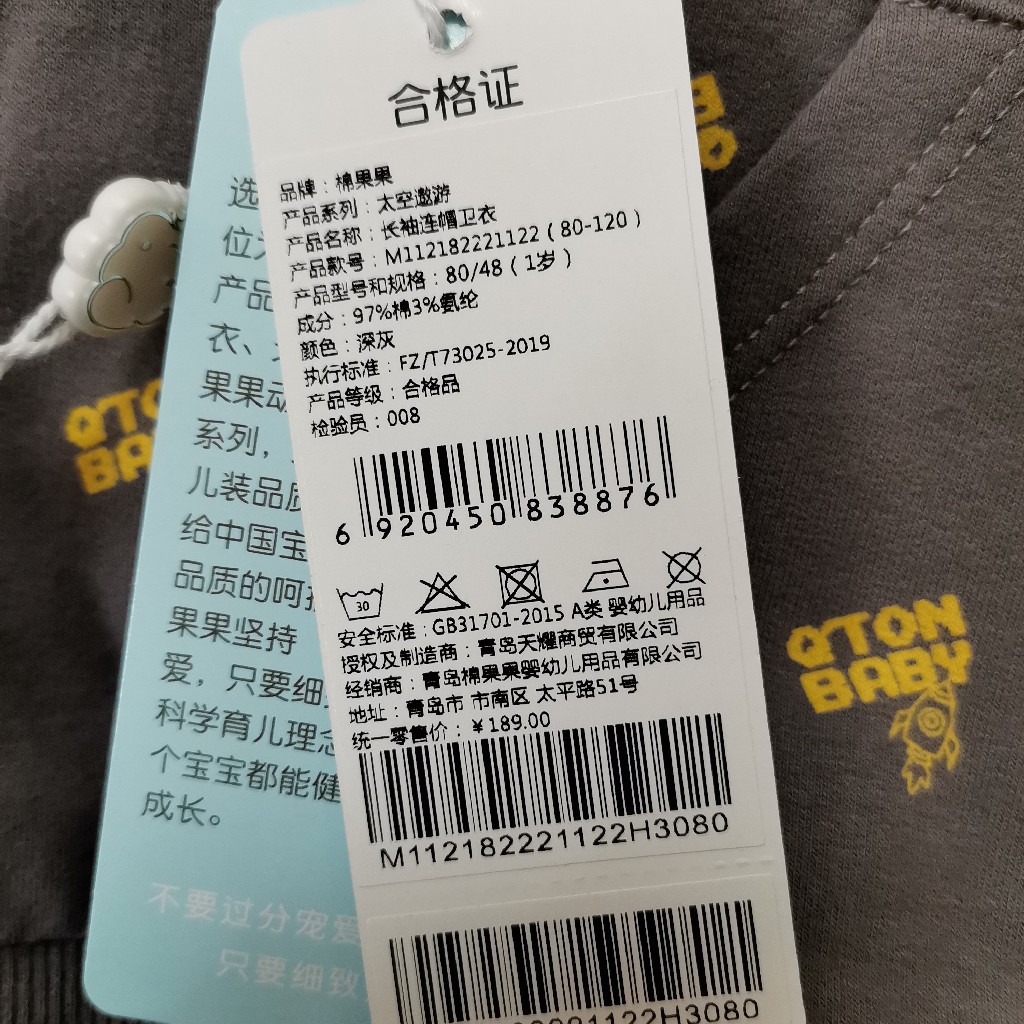 合格证
品牌：棉果果
产品系列：太空遨游
产品名称：长袖连帽卫衣
产品款号：M112182221122（80-120）
产品型号和规格：80/48（1岁）
成分：97%棉3%氨纶
颜色：深灰
执行标准：FZ/T73025-2019
产品等级：合格品
检验员：008
6 920450 838876
30
安全标准：GB31701-2015 A类 婴幼儿用品
授权及制造商：青岛天耀商贸有限公司
经销商：青岛棉果果婴幼儿用品有限公司
地址：青岛市 市南区 太平路51号
统一零售价：￥189.00
M112182221122H3080
1122H3080
选
位
产品
衣、
果果动
系列，
儿装品质
给中国宝
品质的呵
果果坚持
爱，只要细
科学育儿理念
个宝宝都能健
成长。
不要过分宠爱
只要细致
QTO
BA
QTON
BABY